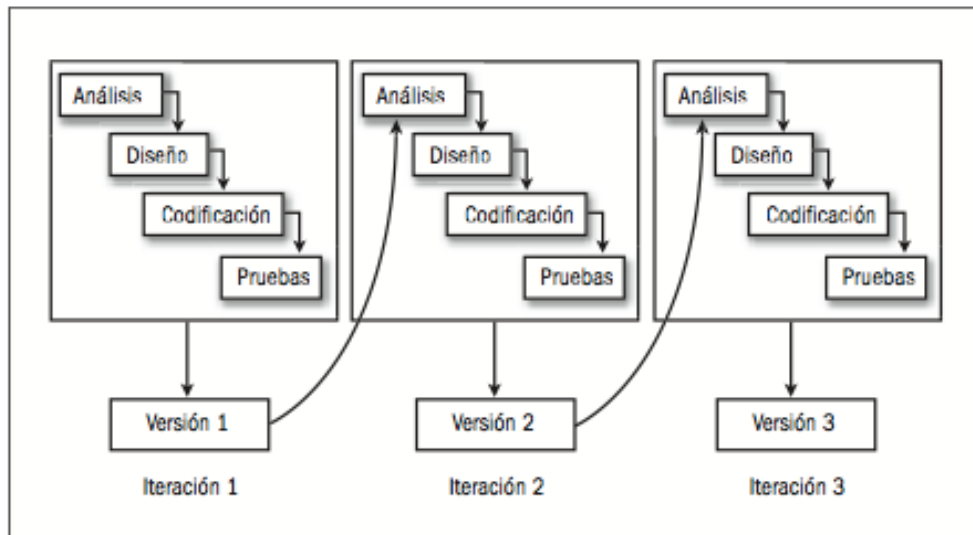 Análisis
Diseño
Codificación
Pruebas
Análisis
Diseño
Codificación
Pruebas
Análisis
Diseño
Codificación
Pruebas
Versión 1
Versión 2
Versión 3
Iteración 1
Iteración 2
Iteración 3